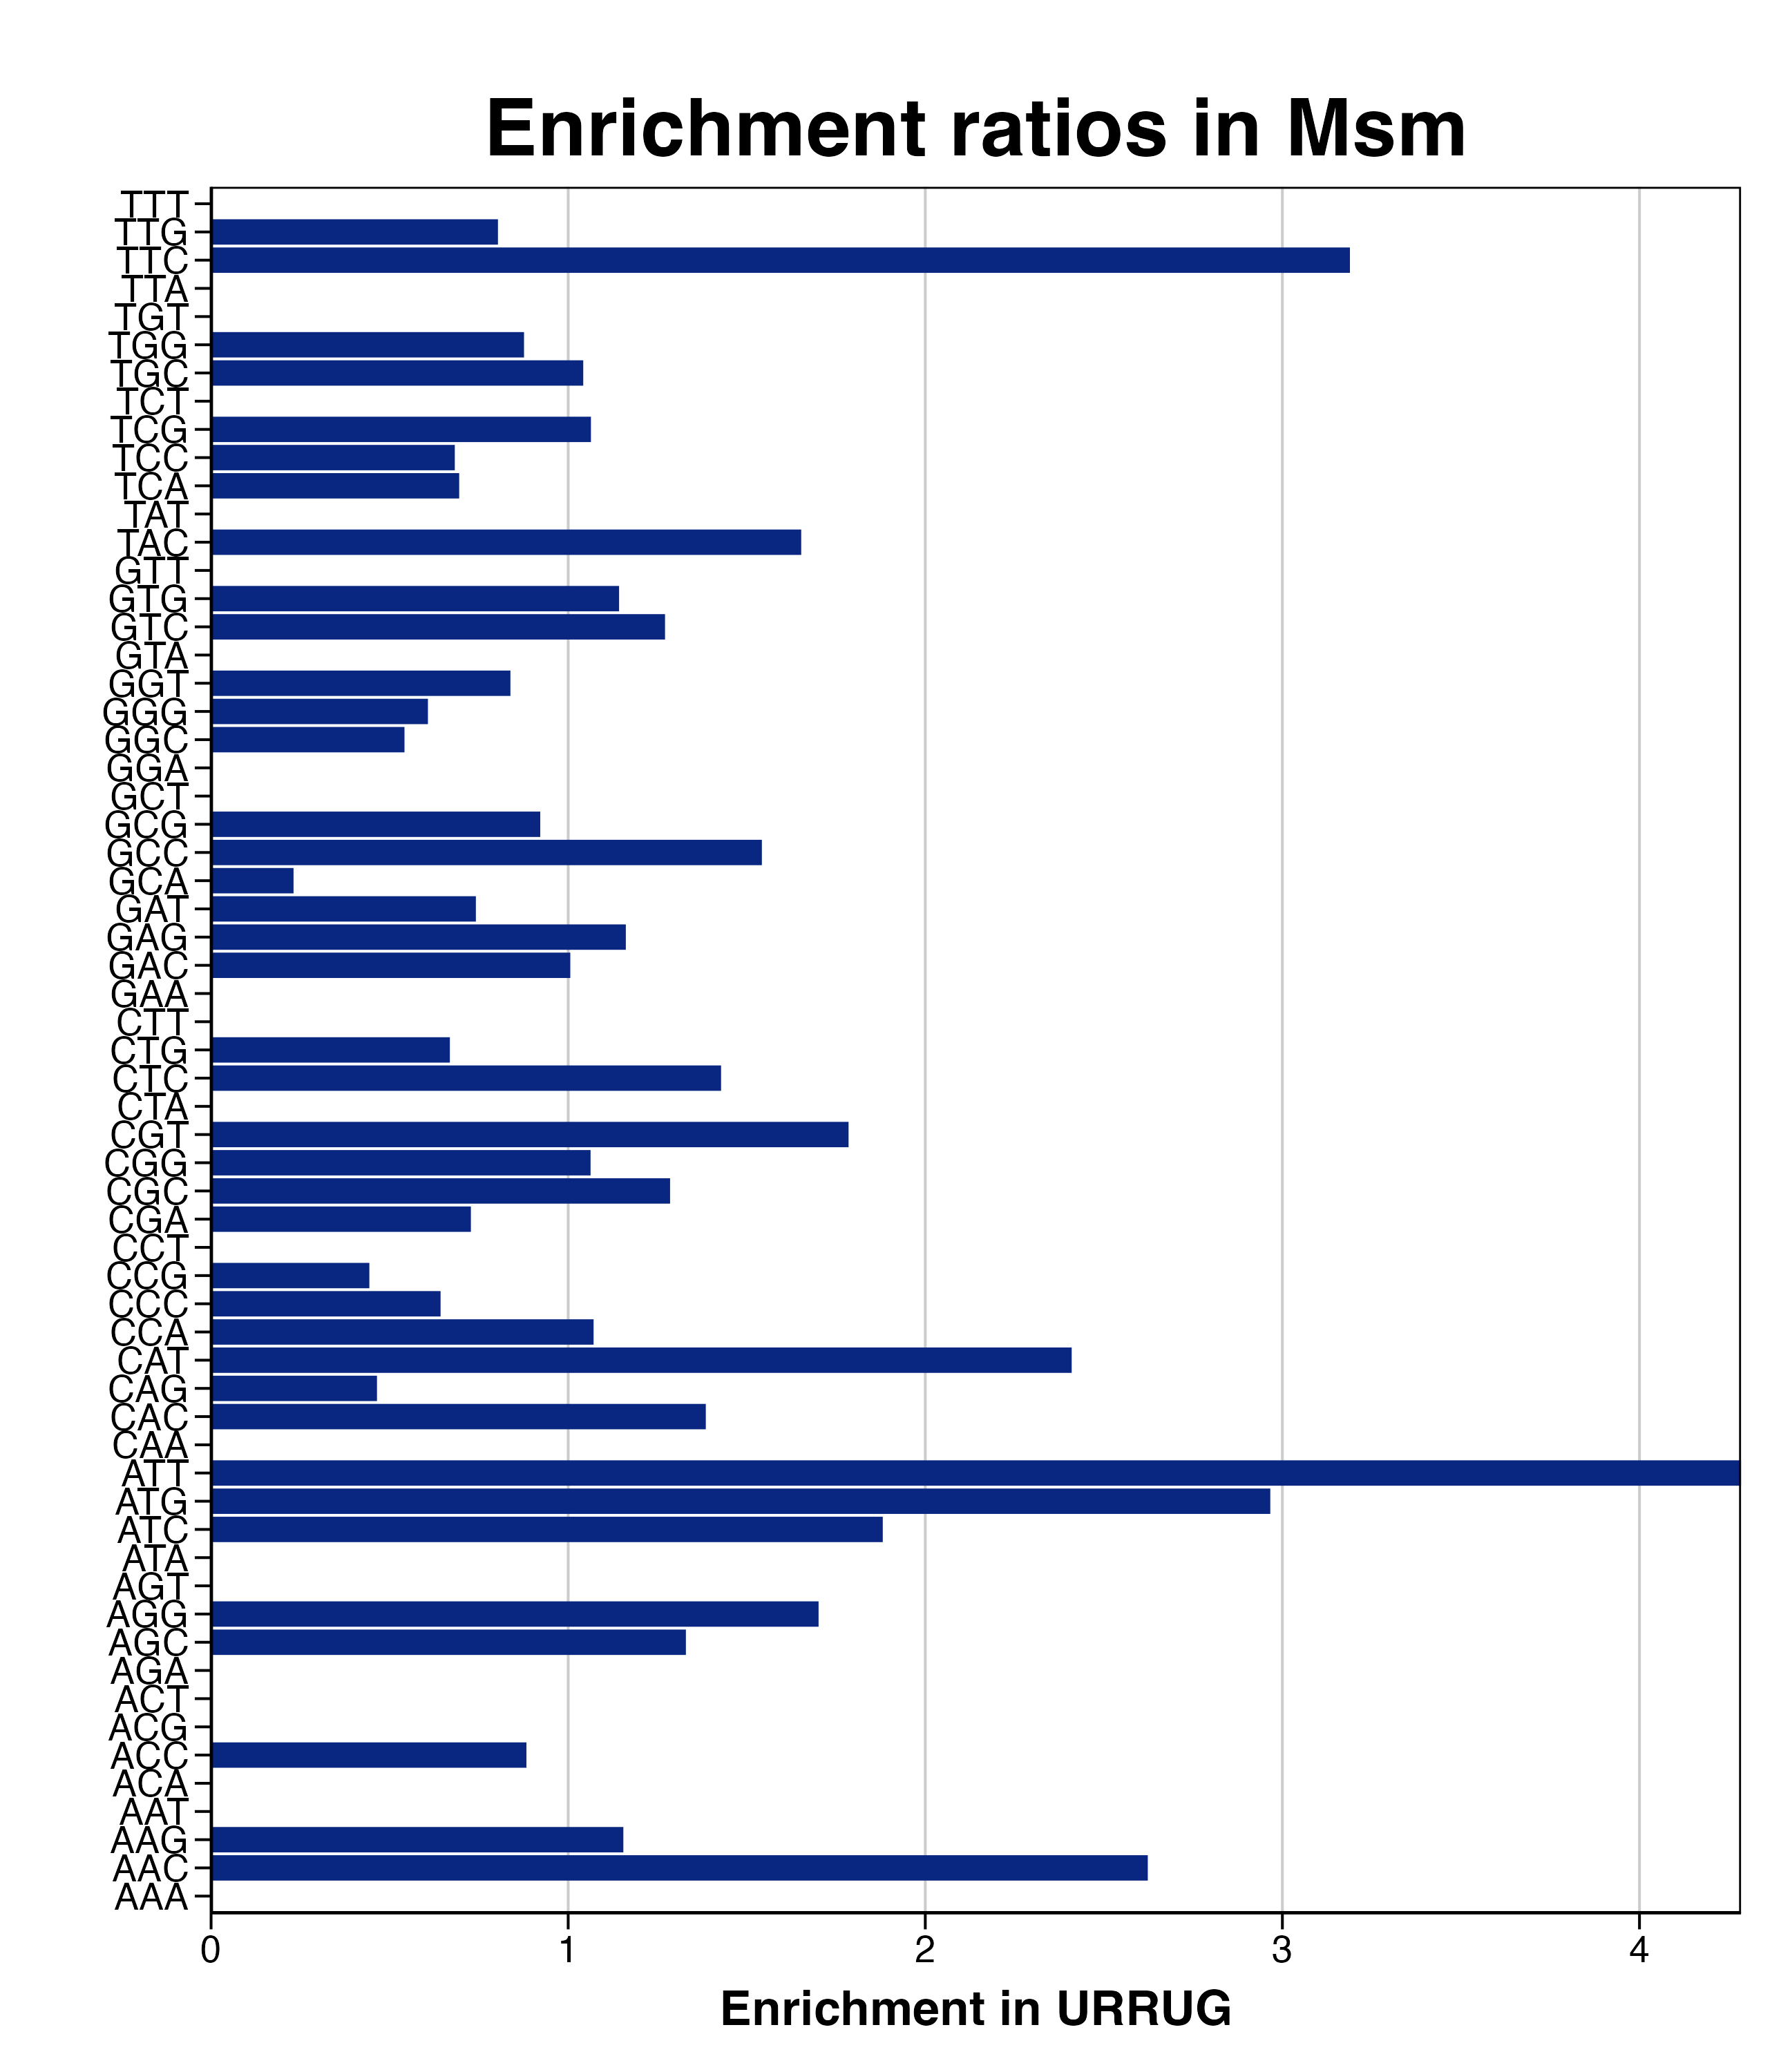 Enrichment ratios in Msm
TTT
TTG
TTC
TTA
TGT
TGG
TGC
TCT
TCG
TCC
TCA
TAT
TAC
GTT
GTG
GTC
GTA
GGT
GGG
GGC
GGA
GCT
GCG
GCC
GCA
GAT
GAG
GAC
GAA
CTT
CTG
CTC
CTA
CGT
CGG
CGC
CGA
CCT
CCG
CCC
CCA
CAT
CAG
CAC
CAA
ATT
ATG
ATC
ATA
AGT
AGG
AGC
AGA
ACT
ACG
ACC
ACA
AAT
AAG
AAC
AAA
0 1 2 3 4
Enrichment in URRUG